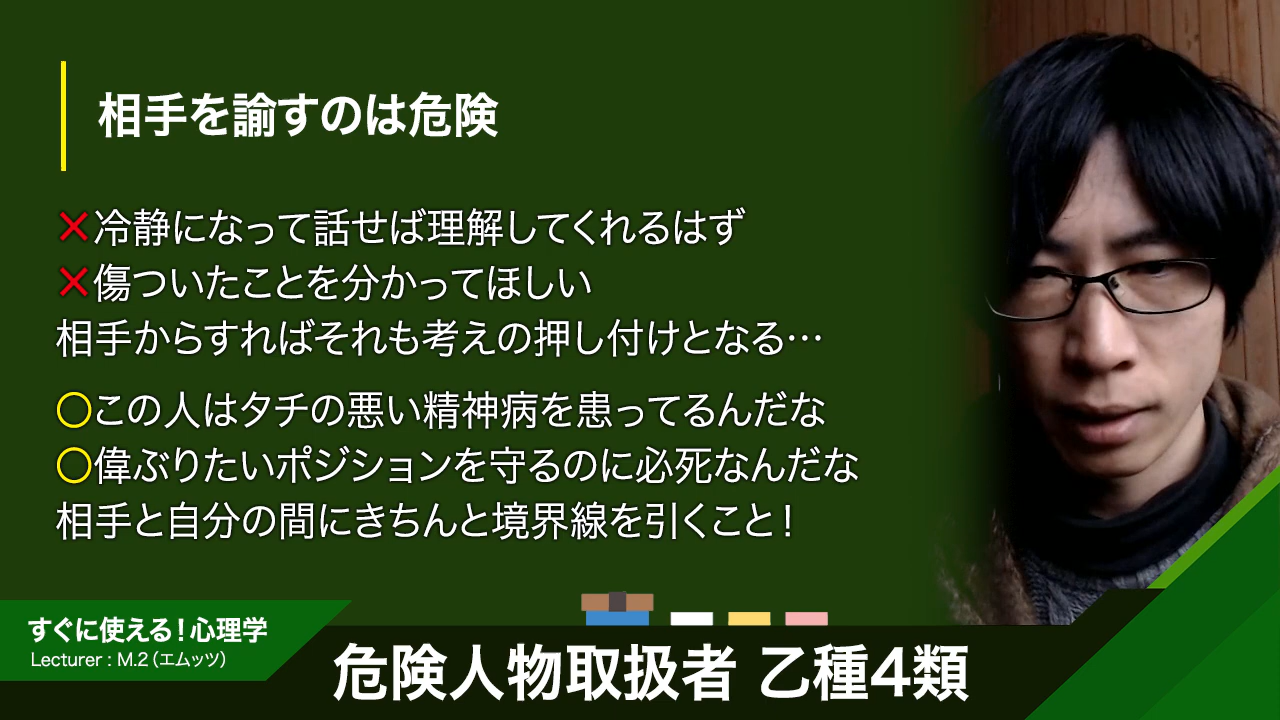 相手を諭すのは危険
×冷静になって話せば理解してくれるはず
×傷ついたことを分かってほしい
相手からすればそれも考えの押し付けとなる…
○この人はタチの悪い精神病を患ってるんだな
○偉ぶりたいポジションを守るのに必死なんだな
相手と自分の間にきちんと境界線を引くこと!
すぐに使える!心理学
Lecturer : M.2(エムッツ)
危険人物取扱者 乙種4類